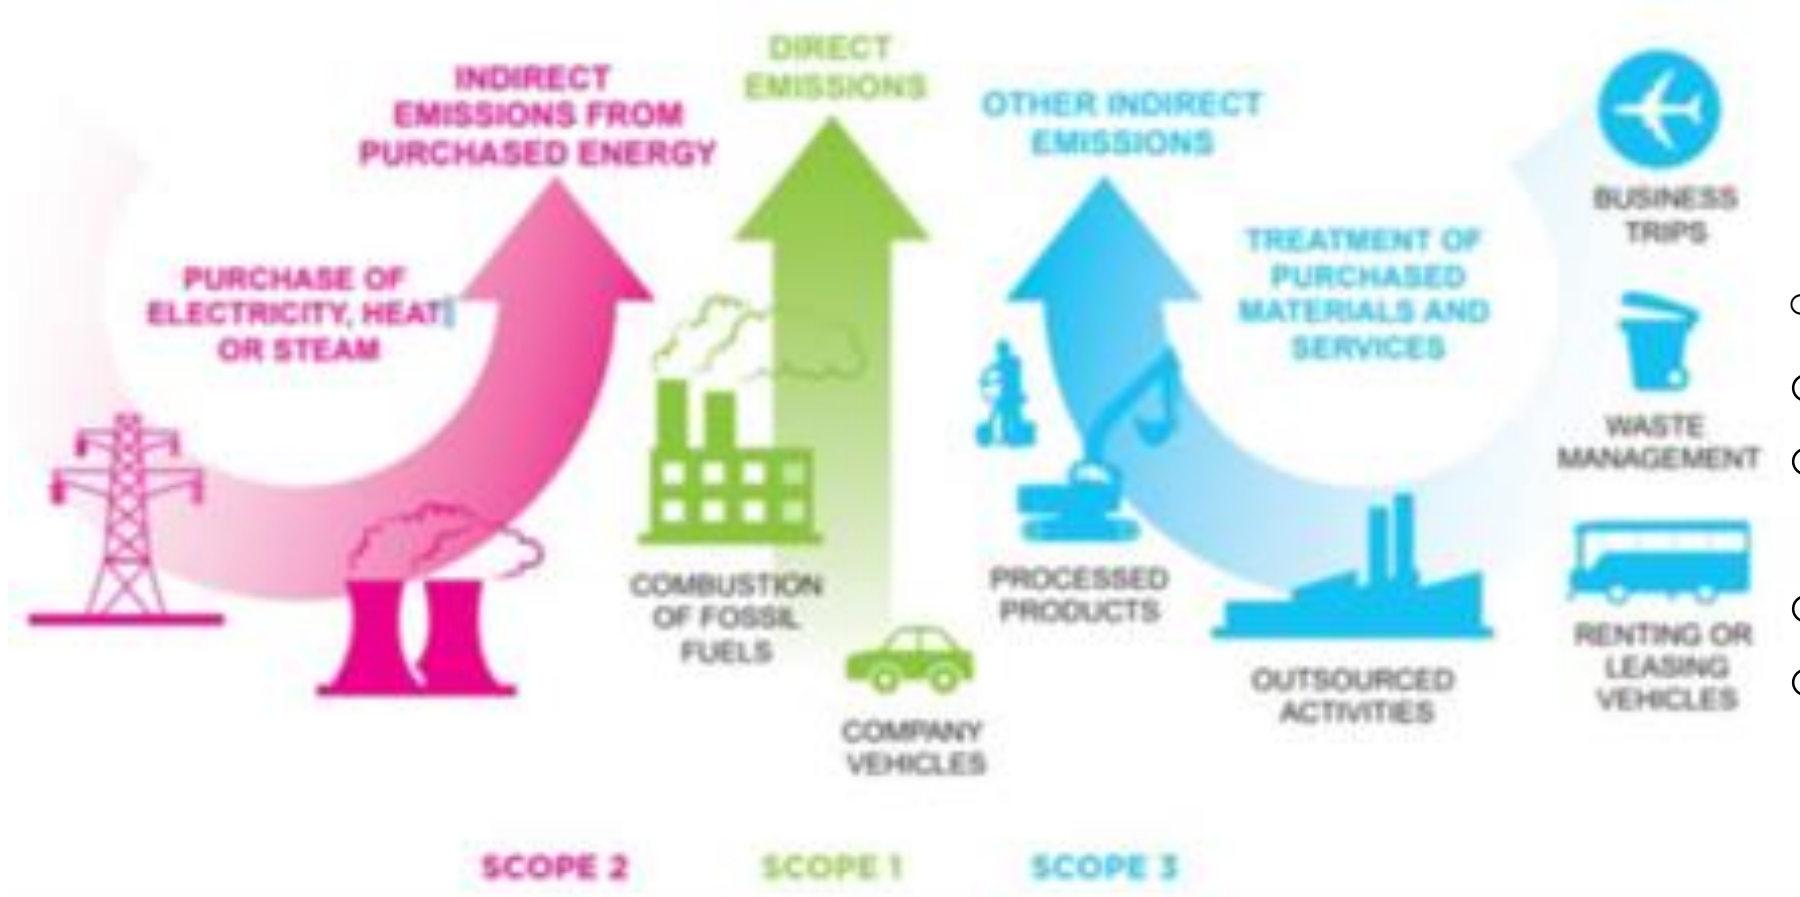 INDIRECT
EMISSIONS FROM
PURCHASED ENERGY
PURCHASE OF
ELECTRICITY, HEAT
OR STEAM
DIRECT
EMISSIONS
COMBUSTION
OF FOSSIL
FUELS
COMPANY
VEHICLES
OTHER INDIRECT
EMISSIONS
TREATMENT OF
PURCHASED
MATERIALS AND
SERVICES
PROCESSED
PRODUCTS
OUTSOURCED
ACTIVITIES
BUSINESS
TRIPS
WASTE
MANAGEMENT
RENTING OR
LEASING
VEHICLES
SCOPE 2
SCOPE 1
SCOPE 3